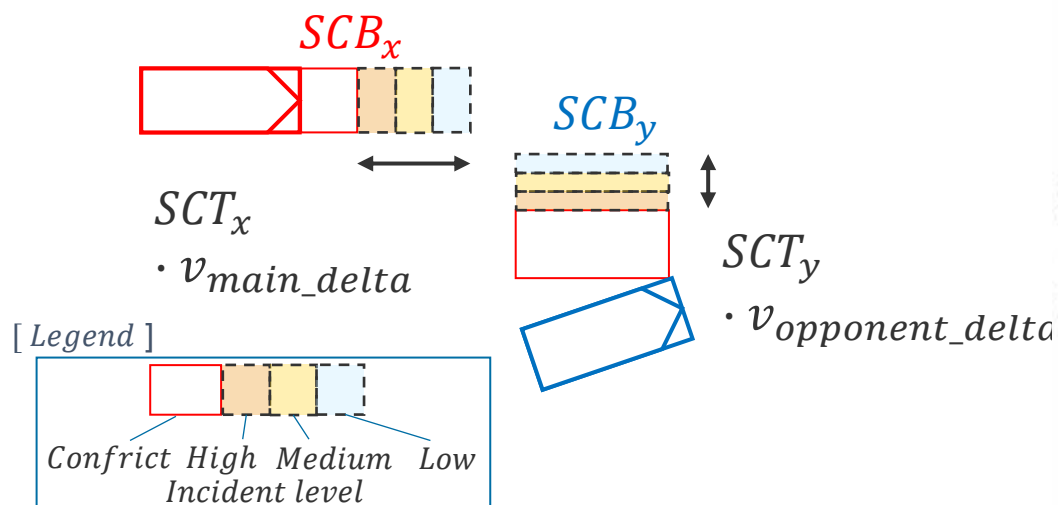 SCB_x
SCB_y
SCT_x
· v_main_delta
SCT_y
· v_opponent_delta
[ Legend ]
Confrict High Medium Low
Incident level